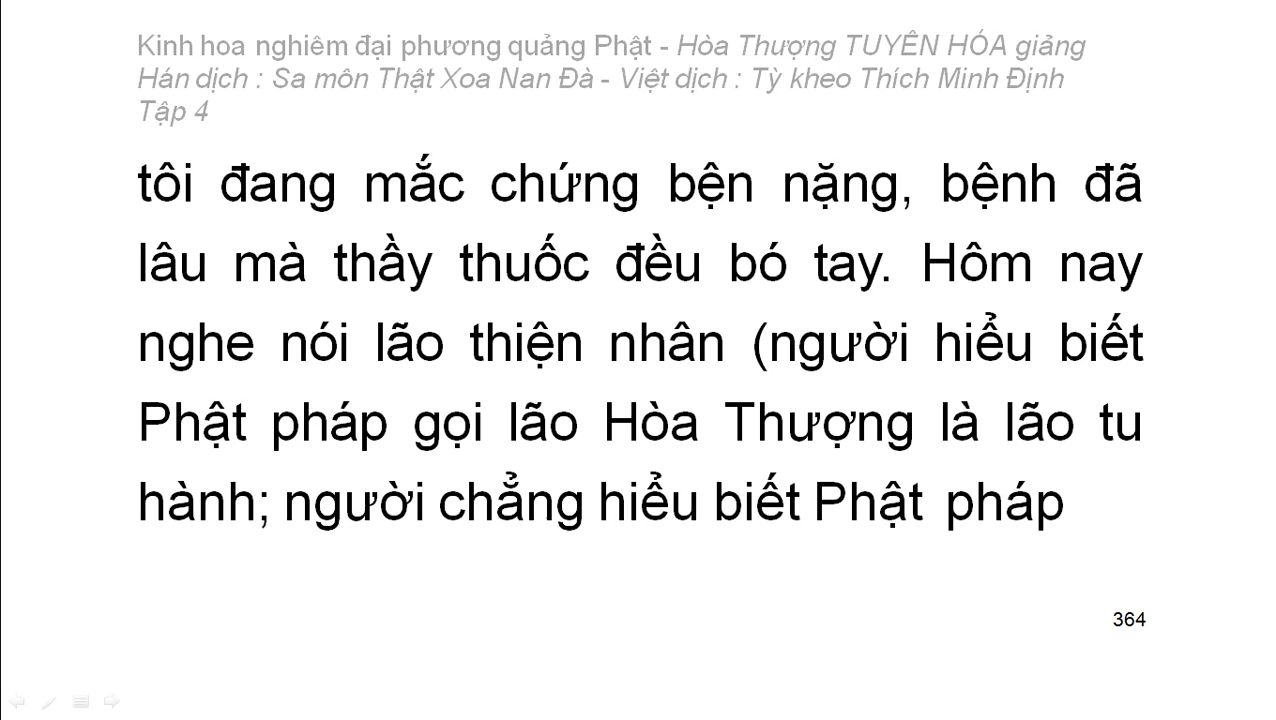 Kinh hoa nghiêm đại phương quảng Phật - Hòa Thượng TUYÊN HÓA giảng
Hán dịch : Sa môn Thật Xoa Nan Đà - Việt dịch : Tỳ kheo Thích Minh Định
Tập 4
tôi đang mắc chứng bện nặng, bệnh đã
lâu mà thầy thuốc đều bó tay. Hôm nay
nghe nói lão thiện nhân (người hiểu biết
Phật pháp gọi lão Hòa Thượng là lão tu
hành; người chẳng hiểu biết Phật pháp
364